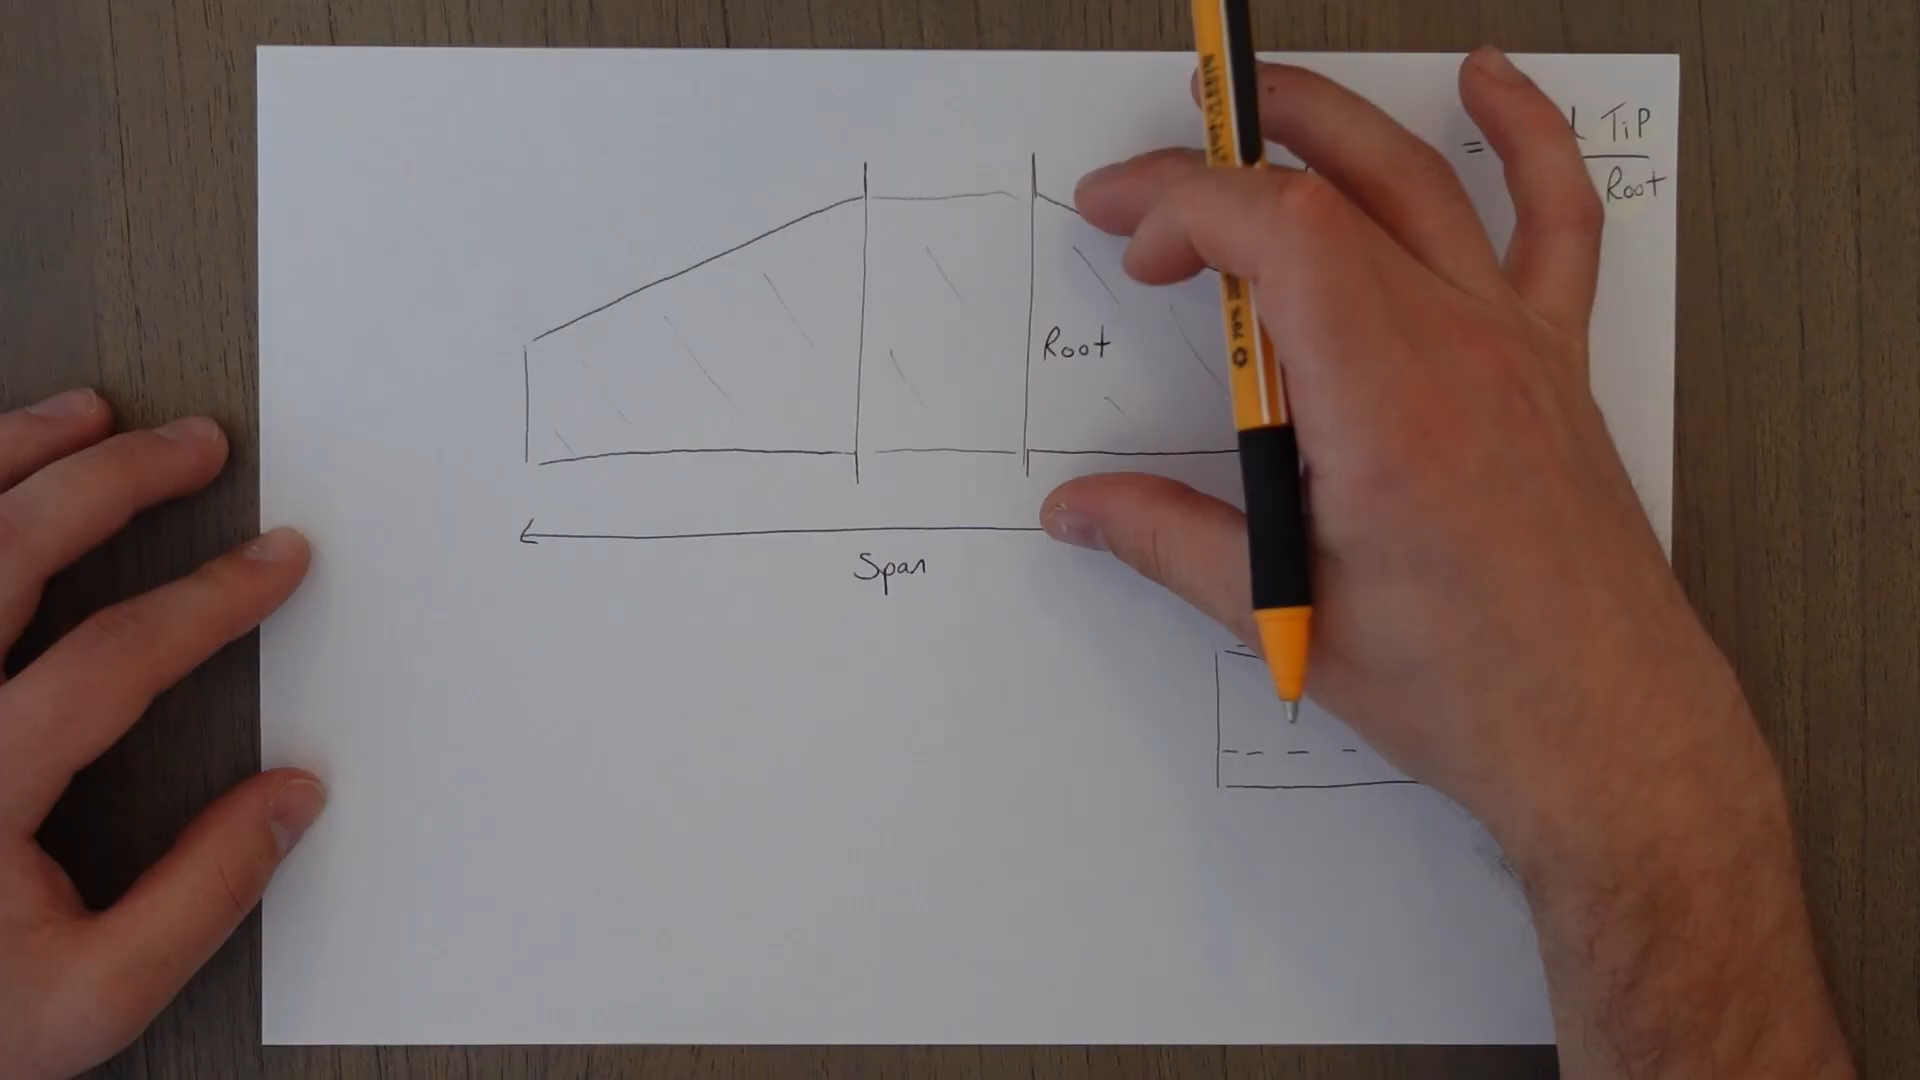 = TiP
Root
Root
Span